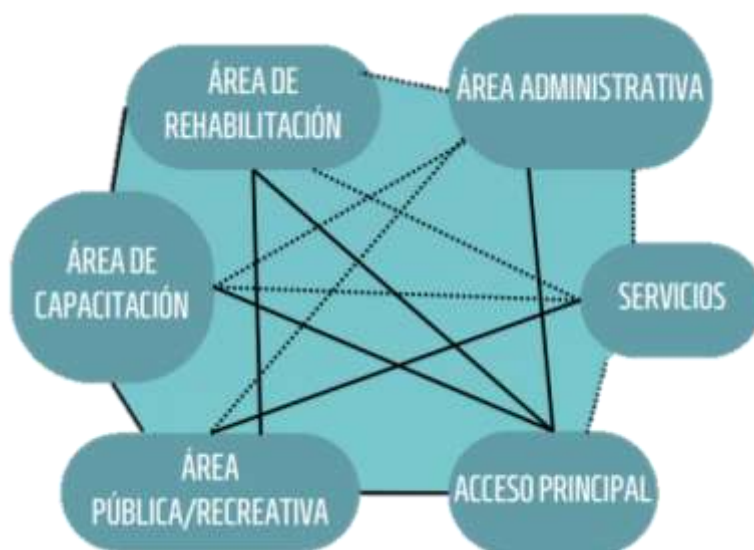 ÁREA DE
REHABILITACIÓN
ÁREA ADMINISTRATIVA
ÁREA DE
CAPACITACIÓN
SERVICIOS
ÁREA
PÚBLICA/RECREATIVA
ACCESO PRINCIPAL